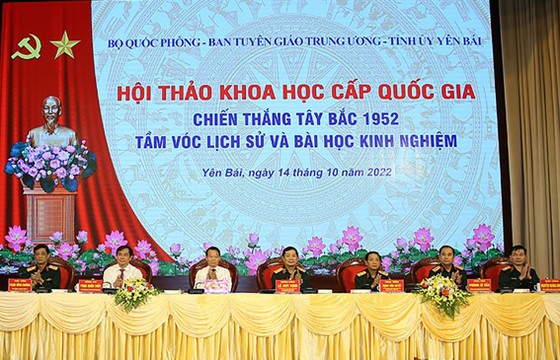 BỘ QUỐC PHÒNG - BAN TUYÊN GIÁO TRUNG ƯƠNG - TỈNH ỦY YÊN BÁI
HỘI THẢO KHOA HỌC CẤP QUỐC GIA
CHIẾN THẮNG TÂY BẮC 1952
TẦM VÓC LỊCH SỬ VÀ BÀI HỌC KINH NGHIỆM
Yên Bái, ngày 14 tháng 10 năm 2022